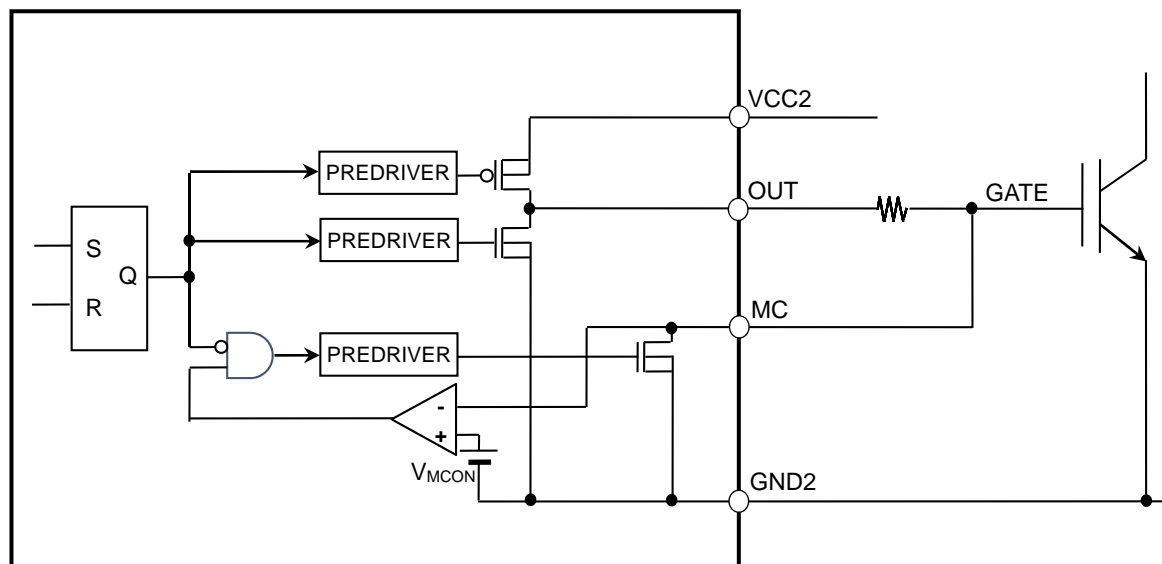 VCC2
PREDRIVER
OUT
GATE
PREDRIVER
S
Q
R
MC
PREDRIVER
-
+
VMCON
GND2